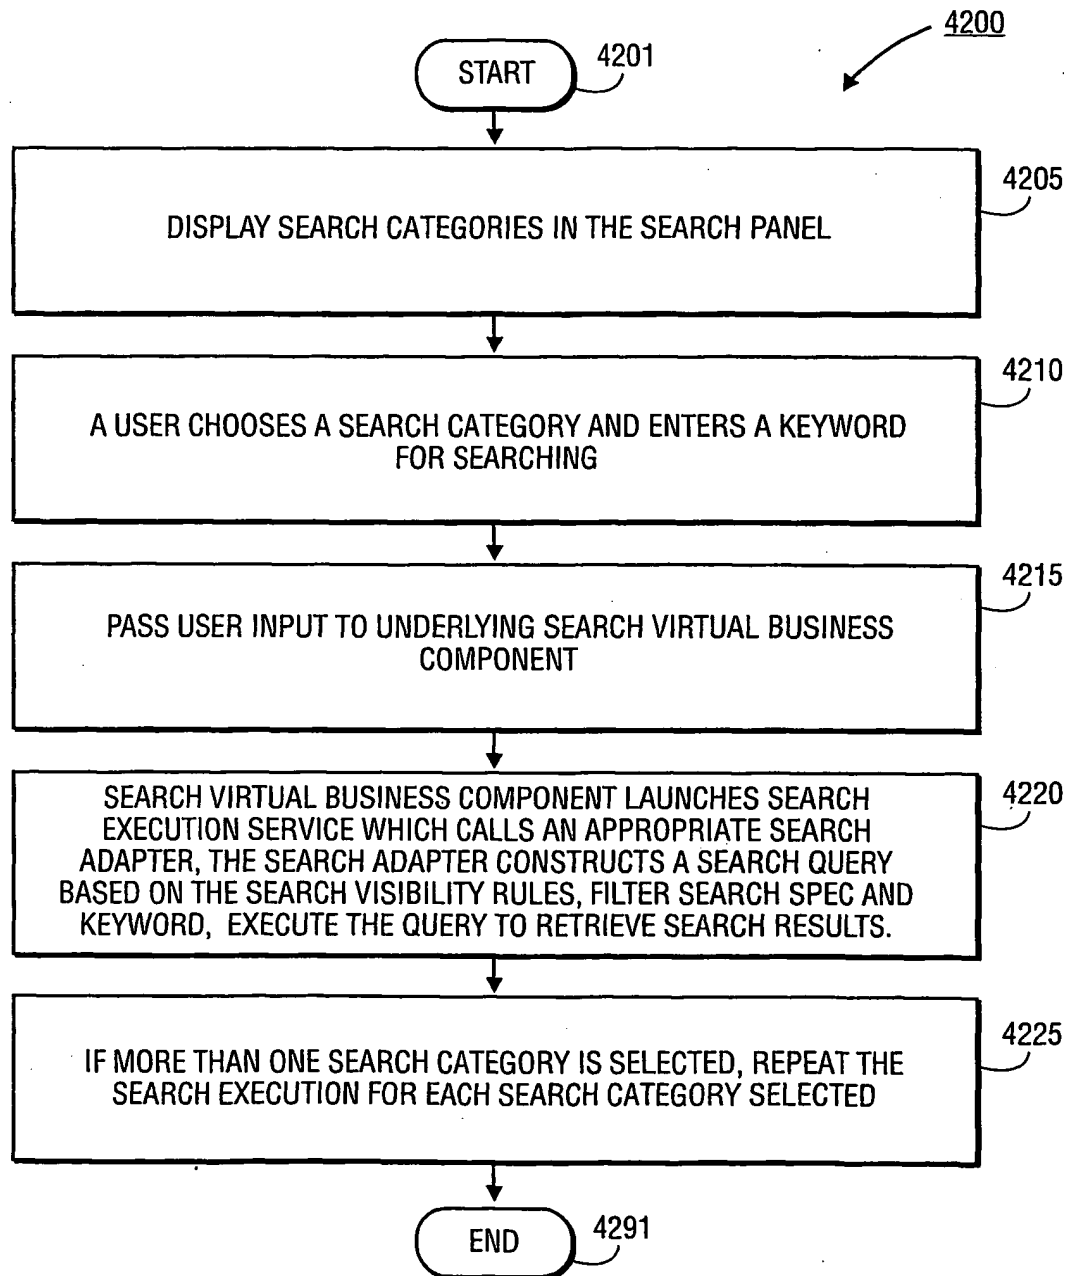 4200
START
4201
4205
DISPLAY SEARCH CATEGORIES IN THE SEARCH PANEL
4210
A USER CHOOSES A SEARCH CATEGORY AND ENTERS A KEYWORD
FOR SEARCHING
4215
PASS USER INPUT TO UNDERLYING SEARCH VIRTUAL BUSINESS
COMPONENT
4220
SEARCH VIRTUAL BUSINESS COMPONENT LAUNCHES SEARCH
EXECUTION SERVICE WHICH CALLS AN APPROPRIATE SEARCH
ADAPTER, THE SEARCH ADAPTER CONSTRUCTS A SEARCH QUERY
BASED ON THE SEARCH VISIBILITY RULES, FILTER SEARCH SPEC AND
KEYWORD, EXECUTE THE QUERY TO RETRIEVE SEARCH RESULTS.
4225
IF MORE THAN ONE SEARCH CATEGORY IS SELECTED, REPEAT THE
SEARCH EXECUTION FOR EACH SEARCH CATEGORY SELECTED
END
4291